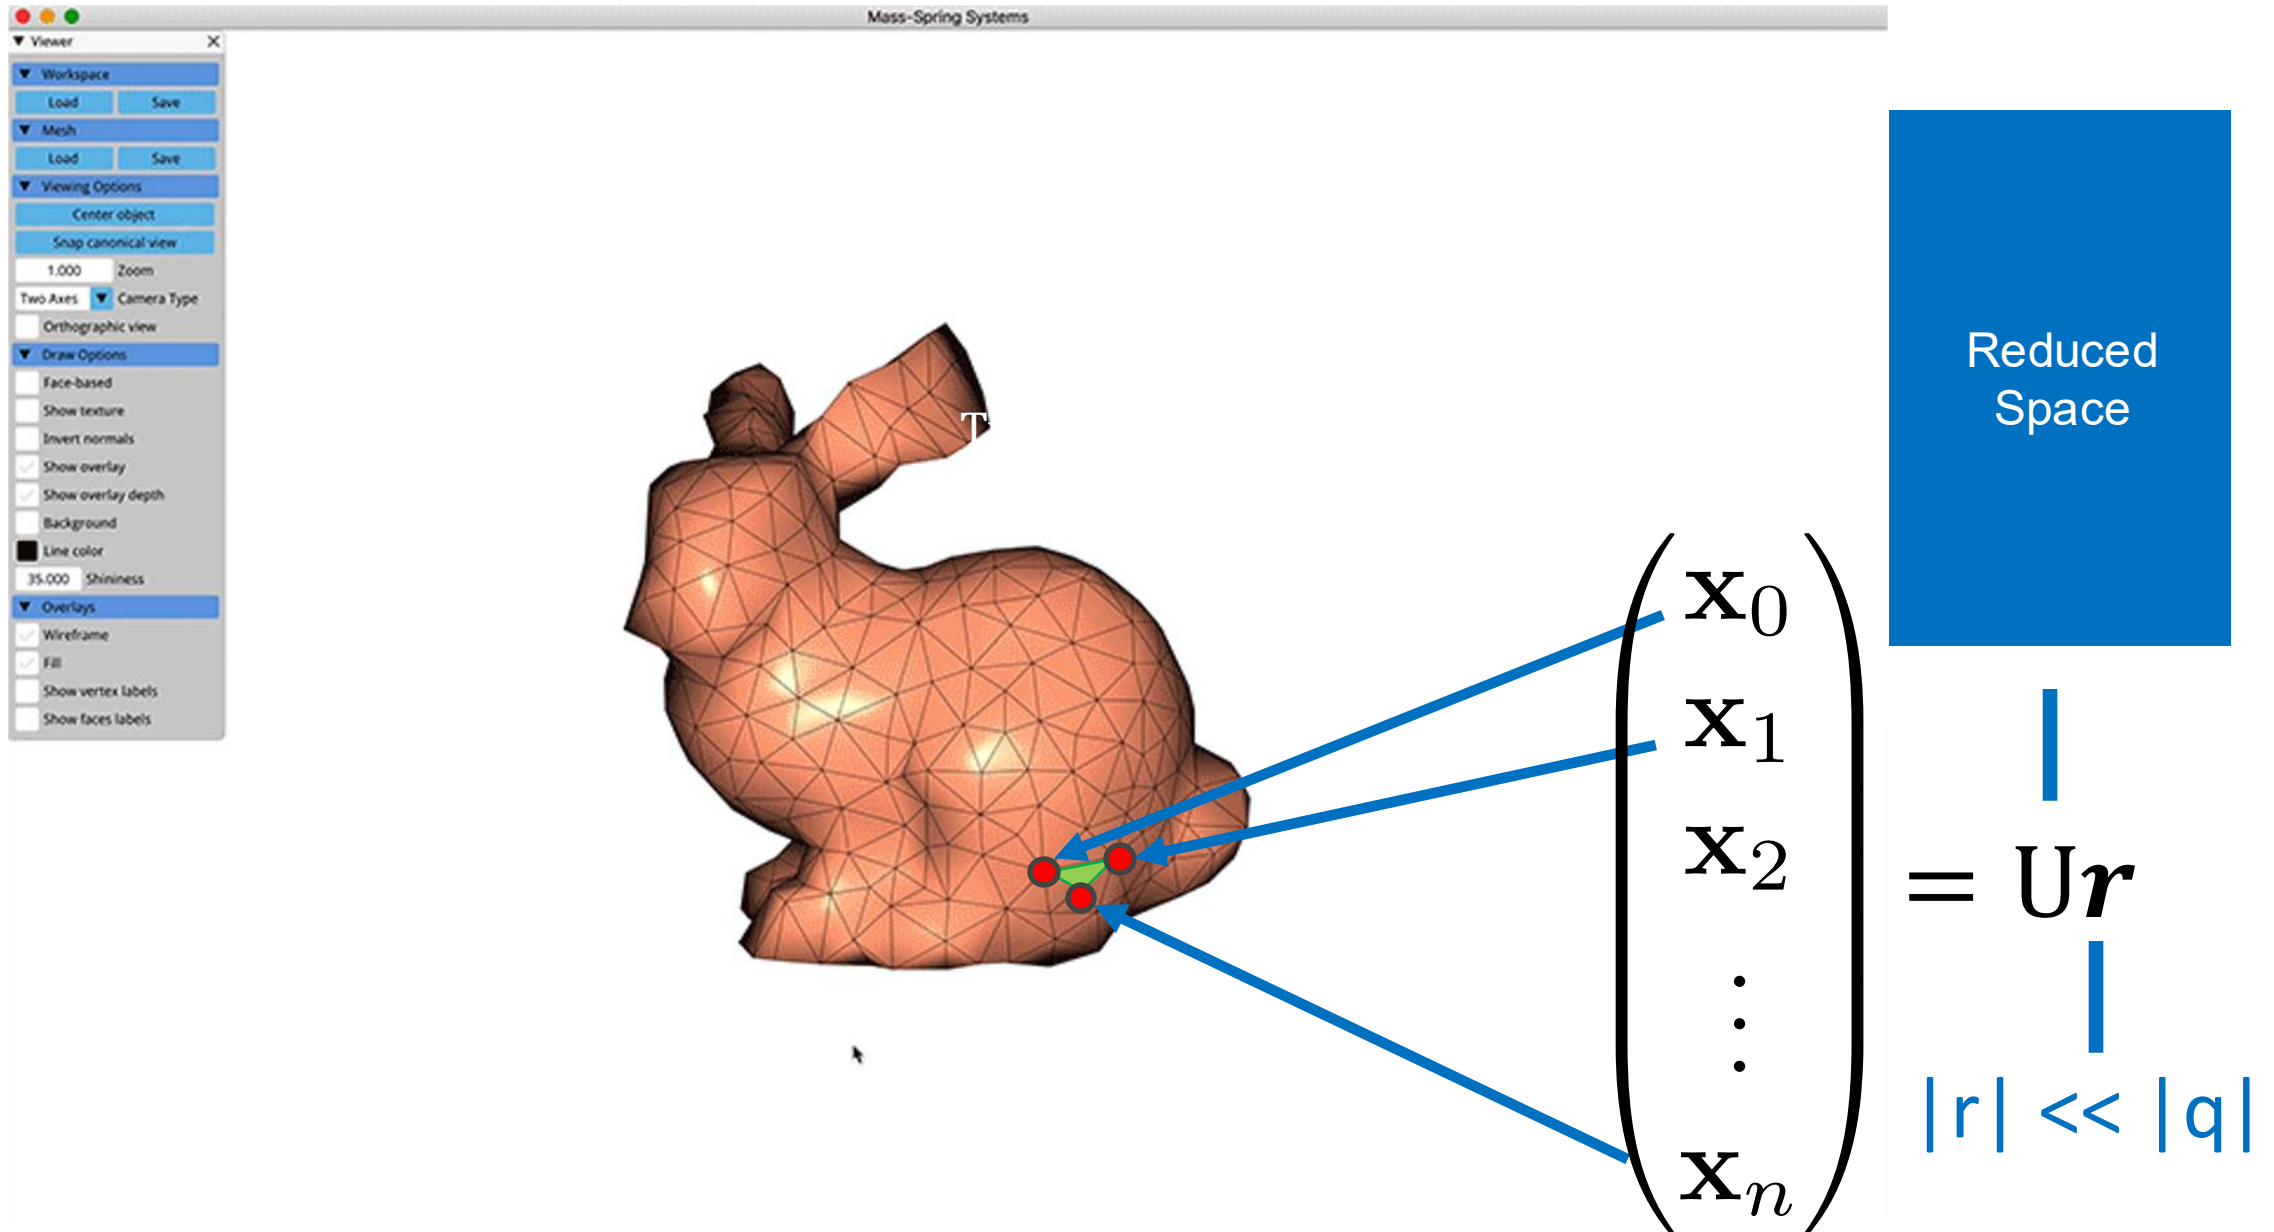 Mass-Spring Systems
Viewer
Workspace
Load Save
Mesh
Load Save
Viewing Options
Center object
Snap canonical view
1.000 Zoom
Two Axes Camera Type
Orthographic view
Draw Options
Face-based
Show texture
Invert normals
Show overlay
Show overlay depth
Background
Line color
35.000 Shininess
Overlays
Wireframe
Fill
Show vertex labels
Show faces labels
Reduced
Space
x₀
x₁
x₂
⋮
xₙ
= Ur
|r| << |q|